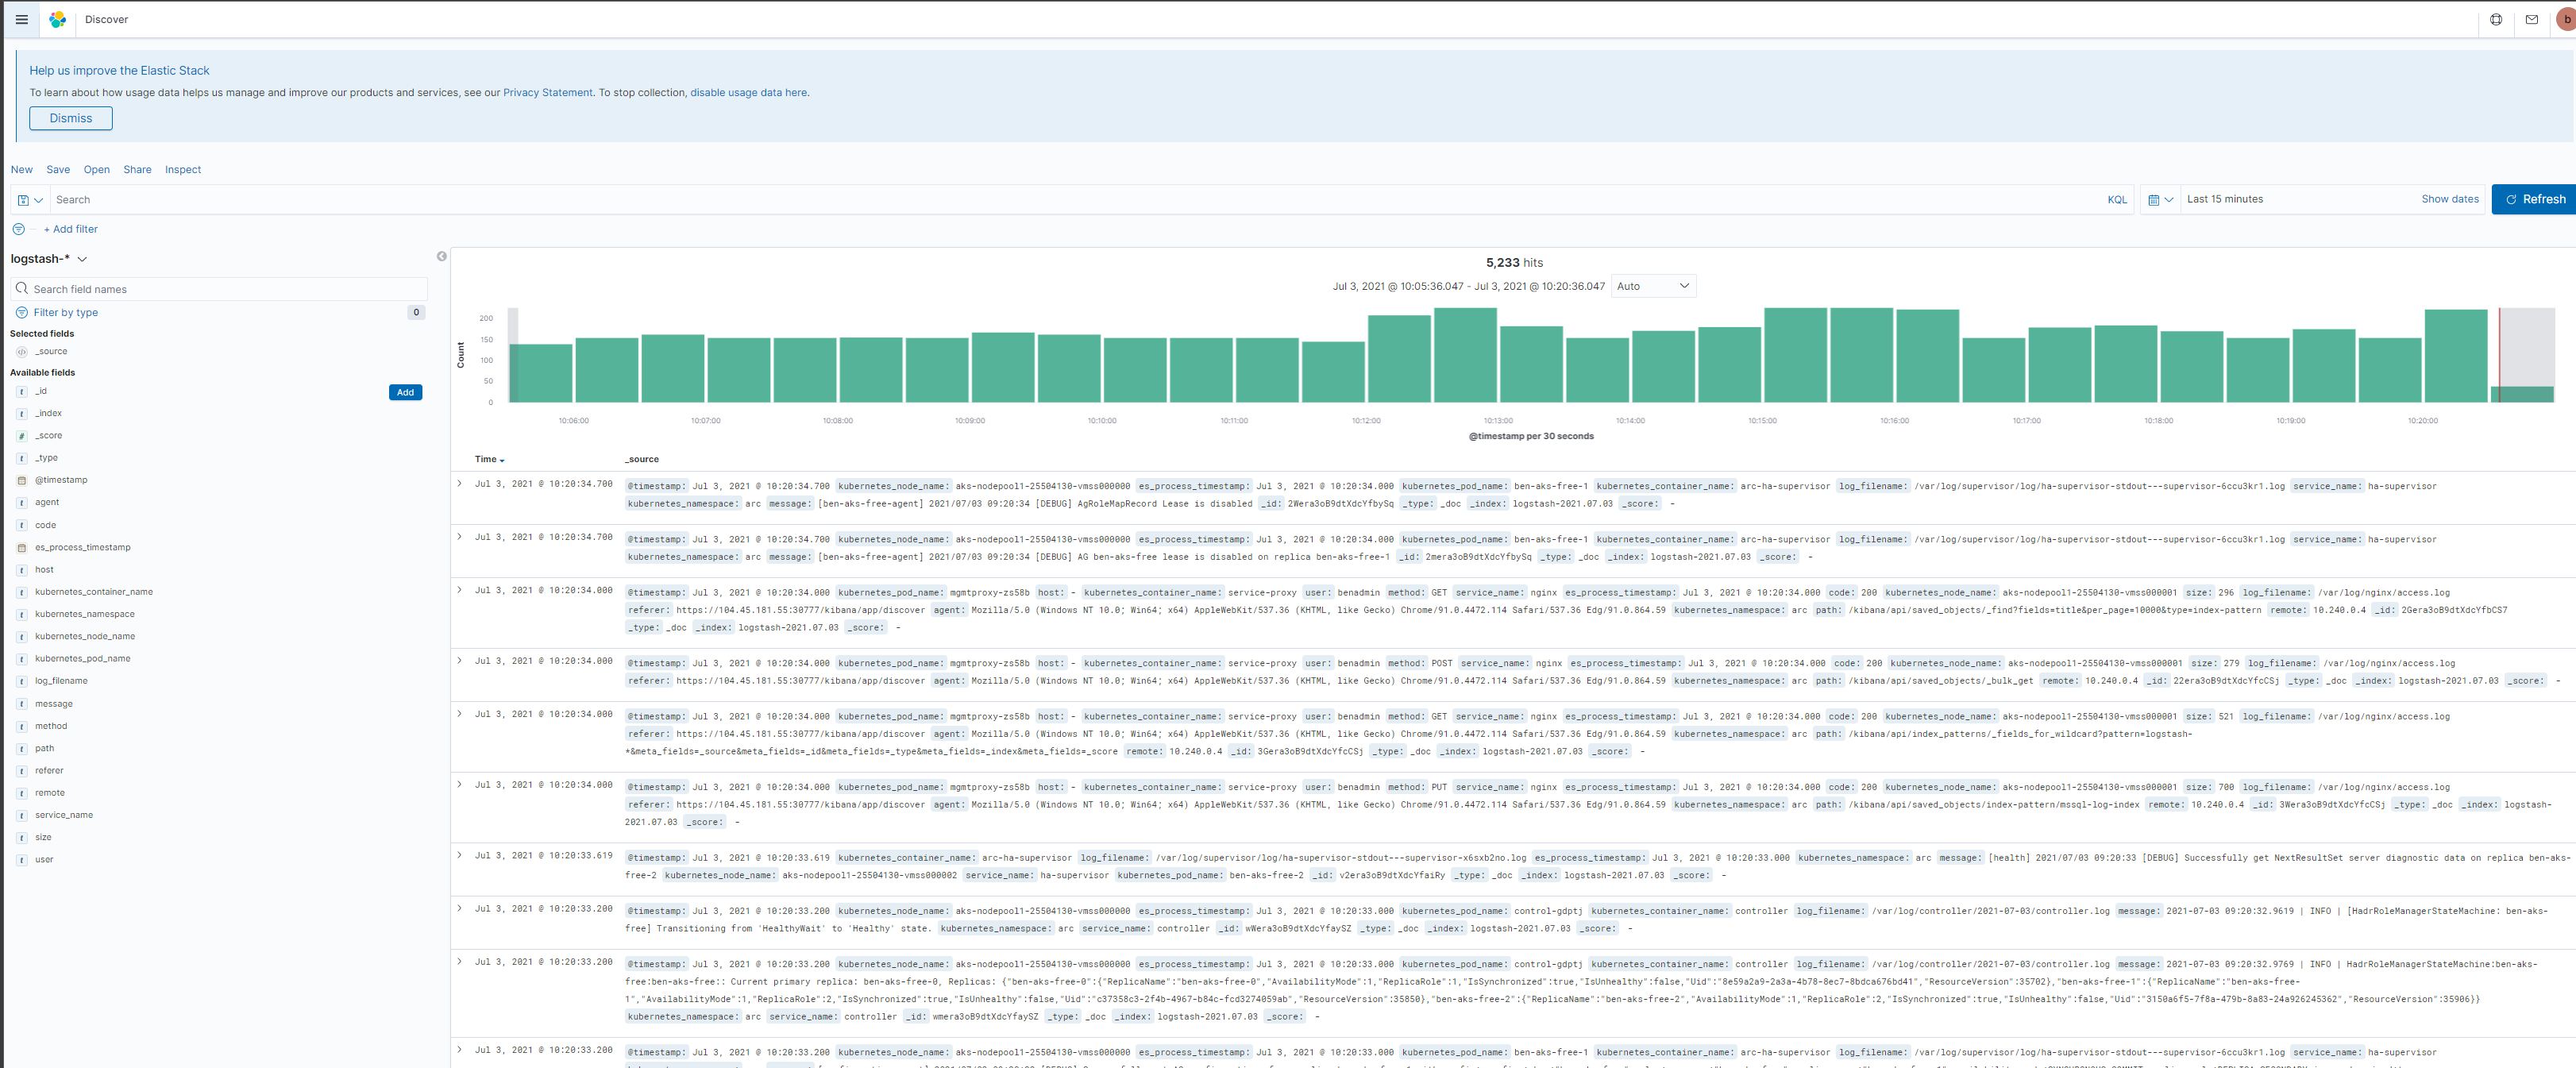 Discover
b
Help us improve the Elastic Stack
To learn about how usage data helps us manage and improve our products and services, see our Privacy Statement. To stop collection, disable usage data here.
Dismiss
New Save Open Share Inspect
Search KQL Last 15 minutes Show dates Refresh
+ Add filter
logstash-*
Search field names
Filter by type 0
Selected fields
_source
Available fields
_id Add
_index
_score
_type
@timestamp
agent
code
es_process_timestamp
host
kubernetes_container_name
kubernetes_namespace
kubernetes_node_name
kubernetes_pod_name
log_filename
message
method
path
referer
remote
service_name
size
user
5,233 hits
Jul 3, 2021 @ 10:05:36.047 - Jul 3, 2021 @ 10:20:36.047 Auto
Count
200
150
100
50
0
10:06:00 10:07:00 10:08:00 10:09:00 10:10:00 10:11:00 10:12:00 10:13:00 10:14:00 10:15:00 10:16:00 10:17:00 10:18:00 10:19:00 10:20:00
@timestamp per 30 seconds
Time _source
Jul 3, 2021 @ 10:20:34.700 @timestamp: Jul 3, 2021 @ 10:20:34.700 kubernetes_node_name: aks-nodepool1-25504130-vmss000000 es_process_timestamp: Jul 3, 2021 @ 10:20:34.000 kubernetes_pod_name: ben-aks-free-1 kubernetes_container_name: arc-ha-supervisor log_filename: /var/log/supervisor/log/ha-supervisor-stdout---supervisor-6ccu3kr1.log service_name: ha-supervisor
kubernetes_namespace: arc message: [ben-aks-free-agent] 2021/07/03 09:20:34 [DEBUG] AgRoleMapRecord Lease is disabled _id: 2Wera3oB9dtXdcYfbySq _type: _doc _index: logstash-2021.07.03 _score: -
Jul 3, 2021 @ 10:20:34.700 @timestamp: Jul 3, 2021 @ 10:20:34.700 kubernetes_node_name: aks-nodepool1-25504130-vmss000000 es_process_timestamp: Jul 3, 2021 @ 10:20:34.000 kubernetes_pod_name: ben-aks-free-1 kubernetes_container_name: arc-ha-supervisor log_filename: /var/log/supervisor/log/ha-supervisor-stdout---supervisor-6ccu3kr1.log service_name: ha-supervisor
kubernetes_namespace: arc message: [ben-aks-free-agent] 2021/07/03 09:20:34 [DEBUG] AG ben-aks-free lease is disabled on replica ben-aks-free-1 _id: 2mera3oB9dtXdcYfbySq _type: _doc _index: logstash-2021.07.03 _score: -
Jul 3, 2021 @ 10:20:34.000 @timestamp: Jul 3, 2021 @ 10:20:34.000 kubernetes_pod_name: mgmtproxy-zs58b host: - kubernetes_container_name: service-proxy user: benadmin method: GET service_name: nginx es_process_timestamp: Jul 3, 2021 @ 10:20:34.000 code: 200 kubernetes_node_name: aks-nodepool1-25504130-vmss000001 size: 296 log_filename: /var/log/nginx/access.log
referer: https://104.45.181.55:30777/kibana/app/discover agent: Mozilla/5.0 (Windows NT 10.0; Win64; x64) AppleWebKit/537.36 (KHTML, like Gecko) Chrome/91.0.4472.114 Safari/537.36 Edg/91.0.864.59 kubernetes_namespace: arc path: /kibana/api/saved_objects/_find?fields=title&per_page=10000&type=index-pattern remote: 10.240.0.4 _id: 2Gera3oB9dtXdcYfbCS7
_type: _doc _index: logstash-2021.07.03 _score: -
Jul 3, 2021 @ 10:20:34.000 @timestamp: Jul 3, 2021 @ 10:20:34.000 kubernetes_pod_name: mgmtproxy-zs58b host: - kubernetes_container_name: service-proxy user: benadmin method: POST service_name: nginx es_process_timestamp: Jul 3, 2021 @ 10:20:34.000 code: 200 kubernetes_node_name: aks-nodepool1-25504130-vmss000001 size: 279 log_filename: /var/log/nginx/access.log
referer: https://104.45.181.55:30777/kibana/app/discover agent: Mozilla/5.0 (Windows NT 10.0; Win64; x64) AppleWebKit/537.36 (KHTML, like Gecko) Chrome/91.0.4472.114 Safari/537.36 Edg/91.0.864.59 kubernetes_namespace: arc path: /kibana/api/saved_objects/_bulk_get remote: 10.240.0.4 _id: 22era3oB9dtXdcYfcCSj _type: _doc _index: logstash-2021.07.03 _score: -
Jul 3, 2021 @ 10:20:34.000 @timestamp: Jul 3, 2021 @ 10:20:34.000 kubernetes_pod_name: mgmtproxy-zs58b host: - kubernetes_container_name: service-proxy user: benadmin method: GET service_name: nginx es_process_timestamp: Jul 3, 2021 @ 10:20:34.000 code: 200 kubernetes_node_name: aks-nodepool1-25504130-vmss000001 size: 521 log_filename: /var/log/nginx/access.log
referer: https://104.45.181.55:30777/kibana/app/discover agent: Mozilla/5.0 (Windows NT 10.0; Win64; x64) AppleWebKit/537.36 (KHTML, like Gecko) Chrome/91.0.4472.114 Safari/537.36 Edg/91.0.864.59 kubernetes_namespace: arc path: /kibana/api/index_patterns/_fields_for_wildcard?pattern=logstash-
*&meta_fields=_source&meta_fields=_id&meta_fields=_type&meta_fields=_index&meta_fields=_score remote: 10.240.0.4 _id: 3Gera3oB9dtXdcYfcCSj _type: _doc _index: logstash-2021.07.03 _score: -
Jul 3, 2021 @ 10:20:34.000 @timestamp: Jul 3, 2021 @ 10:20:34.000 kubernetes_pod_name: mgmtproxy-zs58b host: - kubernetes_container_name: service-proxy user: benadmin method: PUT service_name: nginx es_process_timestamp: Jul 3, 2021 @ 10:20:34.000 code: 200 kubernetes_node_name: aks-nodepool1-25504130-vmss000001 size: 700 log_filename: /var/log/nginx/access.log
referer: https://104.45.181.55:30777/kibana/app/discover agent: Mozilla/5.0 (Windows NT 10.0; Win64; x64) AppleWebKit/537.36 (KHTML, like Gecko) Chrome/91.0.4472.114 Safari/537.36 Edg/91.0.864.59 kubernetes_namespace: arc path: /kibana/api/saved_objects/index-pattern/mssql-log-index remote: 10.240.0.4 _id: 3Wera3oB9dtXdcYfcCSj _type: _doc _index: logstash-
2021.07.03 _score: -
Jul 3, 2021 @ 10:20:33.619 @timestamp: Jul 3, 2021 @ 10:20:33.619 kubernetes_container_name: arc-ha-supervisor log_filename: /var/log/supervisor/log/ha-supervisor-stdout---supervisor-x6sxb2no.log es_process_timestamp: Jul 3, 2021 @ 10:20:33.000 kubernetes_namespace: arc message: [health] 2021/07/03 09:20:33 [DEBUG] Successfully get NextResultSet server diagnostic data on replica ben-aks-
free-2 kubernetes_node_name: aks-nodepool1-25504130-vmss000002 service_name: ha-supervisor kubernetes_pod_name: ben-aks-free-2 _id: v2era3oB9dtXdcYfaiRy _type: _doc _index: logstash-2021.07.03 _score: -
Jul 3, 2021 @ 10:20:33.200 @timestamp: Jul 3, 2021 @ 10:20:33.200 kubernetes_node_name: aks-nodepool1-25504130-vmss000000 es_process_timestamp: Jul 3, 2021 @ 10:20:33.000 kubernetes_pod_name: control-gdptj kubernetes_container_name: controller log_filename: /var/log/controller/2021-07-03/controller.log message: 2021-07-03 09:20:32.9619 | INFO | [HadrRoleManagerStateMachine: ben-aks-
free] Transitioning from 'HealthyWait' to 'Healthy' state. kubernetes_namespace: arc service_name: controller _id: wWera3oB9dtXdcYfaySZ _type: _doc _index: logstash-2021.07.03 _score: -
Jul 3, 2021 @ 10:20:33.200 @timestamp: Jul 3, 2021 @ 10:20:33.200 kubernetes_node_name: aks-nodepool1-25504130-vmss000000 es_process_timestamp: Jul 3, 2021 @ 10:20:33.000 kubernetes_pod_name: control-gdptj kubernetes_container_name: controller log_filename: /var/log/controller/2021-07-03/controller.log message: 2021-07-03 09:20:32.9769 | INFO | HadrRoleManagerStateMachine:ben-aks-
free:ben-aks-free:: Current primary replica: ben-aks-free-0, Replicas: {"ben-aks-free-0":{"ReplicaName":"ben-aks-free-0","AvailabilityMode":1,"ReplicaRole":1,"IsSynchronized":true,"IsUnhealthy":false,"Uid":"8e59a2a9-2a3a-4b78-8ec7-8bdca676bd41","ResourceVersion":35702},"ben-aks-free-1":{"ReplicaName":"ben-aks-free-
1","AvailabilityMode":1,"ReplicaRole":2,"IsSynchronized":true,"IsUnhealthy":false,"Uid":"c37358c3-2f4b-4967-b84c-fcd3274059ab","ResourceVersion":35850},"ben-aks-free-2":{"ReplicaName":"ben-aks-free-2","AvailabilityMode":1,"ReplicaRole":2,"IsSynchronized":true,"IsUnhealthy":false,"Uid":"3150a6f5-7f8a-479b-8a83-24a926245362","ResourceVersion":35906}}
kubernetes_namespace: arc service_name: controller _id: wmera3oB9dtXdcYfaySZ _type: _doc _index: logstash-2021.07.03 _score: -
Jul 3, 2021 @ 10:20:33.200 @timestamp: Jul 3, 2021 @ 10:20:33.200 kubernetes_node_name: aks-nodepool1-25504130-vmss000000 es_process_timestamp: Jul 3, 2021 @ 10:20:33.000 kubernetes_pod_name: ben-aks-free-1 kubernetes_container_name: arc-ha-supervisor log_filename: /var/log/supervisor/log/ha-supervisor-stdout---supervisor-6ccu3kr1.log service_name: ha-supervisor